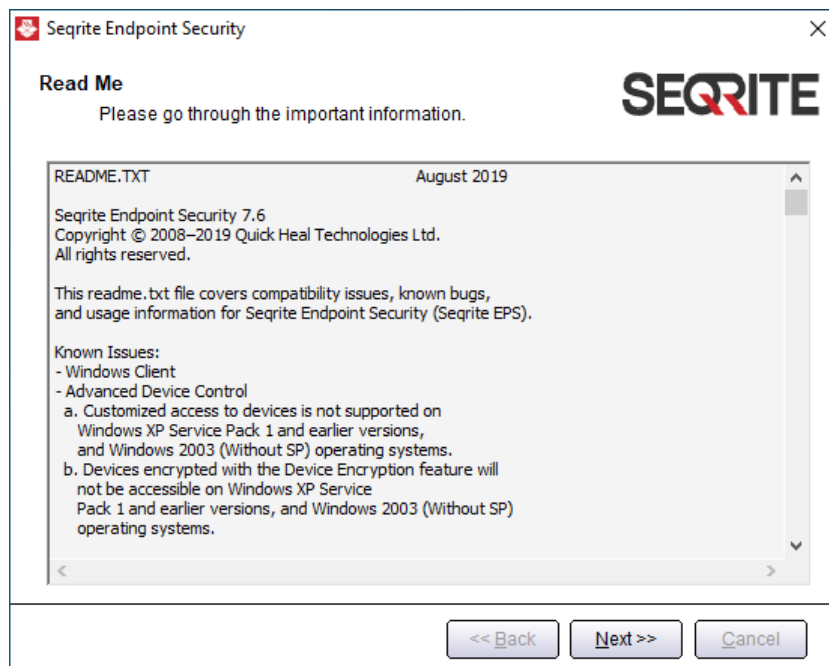 Seqrite Endpoint Security
Read Me
Please go through the important information.
SEQRITE
README.TXT August 2019
Seqrite Endpoint Security 7.6
Copyright © 2008–2019 Quick Heal Technologies Ltd.
All rights reserved.
This readme.txt file covers compatibility issues, known bugs,
and usage information for Seqrite Endpoint Security (Seqrite EPS).
Known Issues:
- Windows Client
- Advanced Device Control
a. Customized access to devices is not supported on
Windows XP Service Pack 1 and earlier versions,
and Windows 2003 (Without SP) operating systems.
b. Devices encrypted with the Device Encryption feature will
not be accessible on Windows XP Service
Pack 1 and earlier versions, and Windows 2003 (Without SP)
operating systems.
<< Back Next >> Cancel